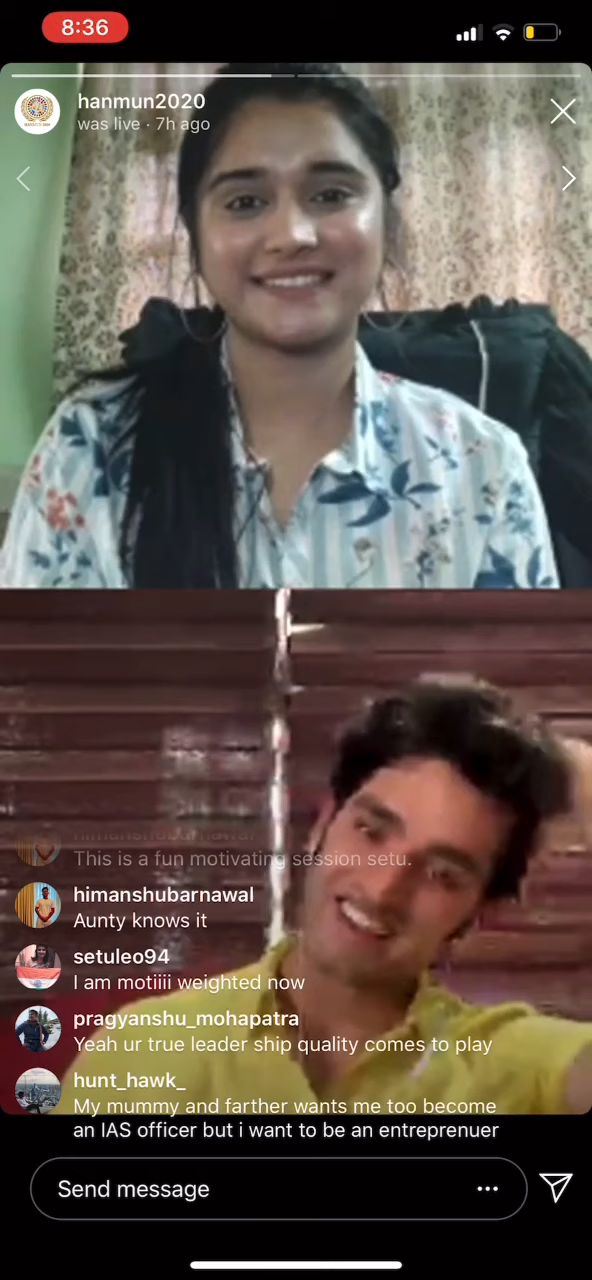 8:36
hanmun2020
was live · 7h ago
himanshubarnawal
This is a fun motivating session setu.
himanshubarnawal
Aunty knows it
setuleo94
I am motiiii weighted now
pragyanshu_mohapatra
Yeah ur true leader ship quality comes to play
hunt_hawk_
My mummy and farther wants me too become
an IAS officer but i want to be an entreprenuer
Send message